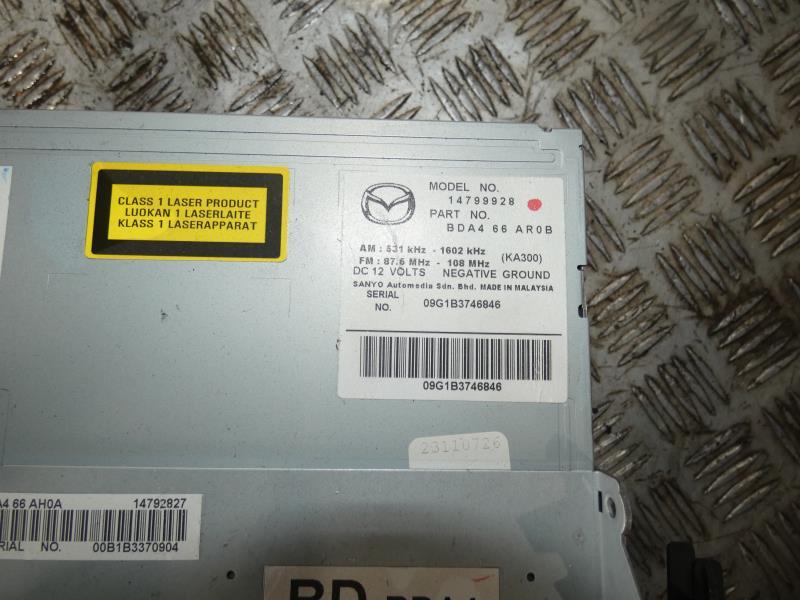 CLASS 1 LASER PRODUCT
LUOKAN 1 LASERLAITE
KLASS 1 LASERAPPARAT
MODEL NO.
14799928
PART NO.
BDA4 66 AR0B
AM : 531 kHz - 1602 kHz
FM : 87.5 MHz - 108 MHz (KA300)
DC 12 VOLTS NEGATIVE GROUND
SANYO Automedia Sdn. Bhd. MADE IN MALAYSIA
SERIAL
NO. 09G1B3746846
09G1B3746846
23110726
A4 66 AH0A 14792827
RIAL NO. 00B1B3370904
BD BDA4